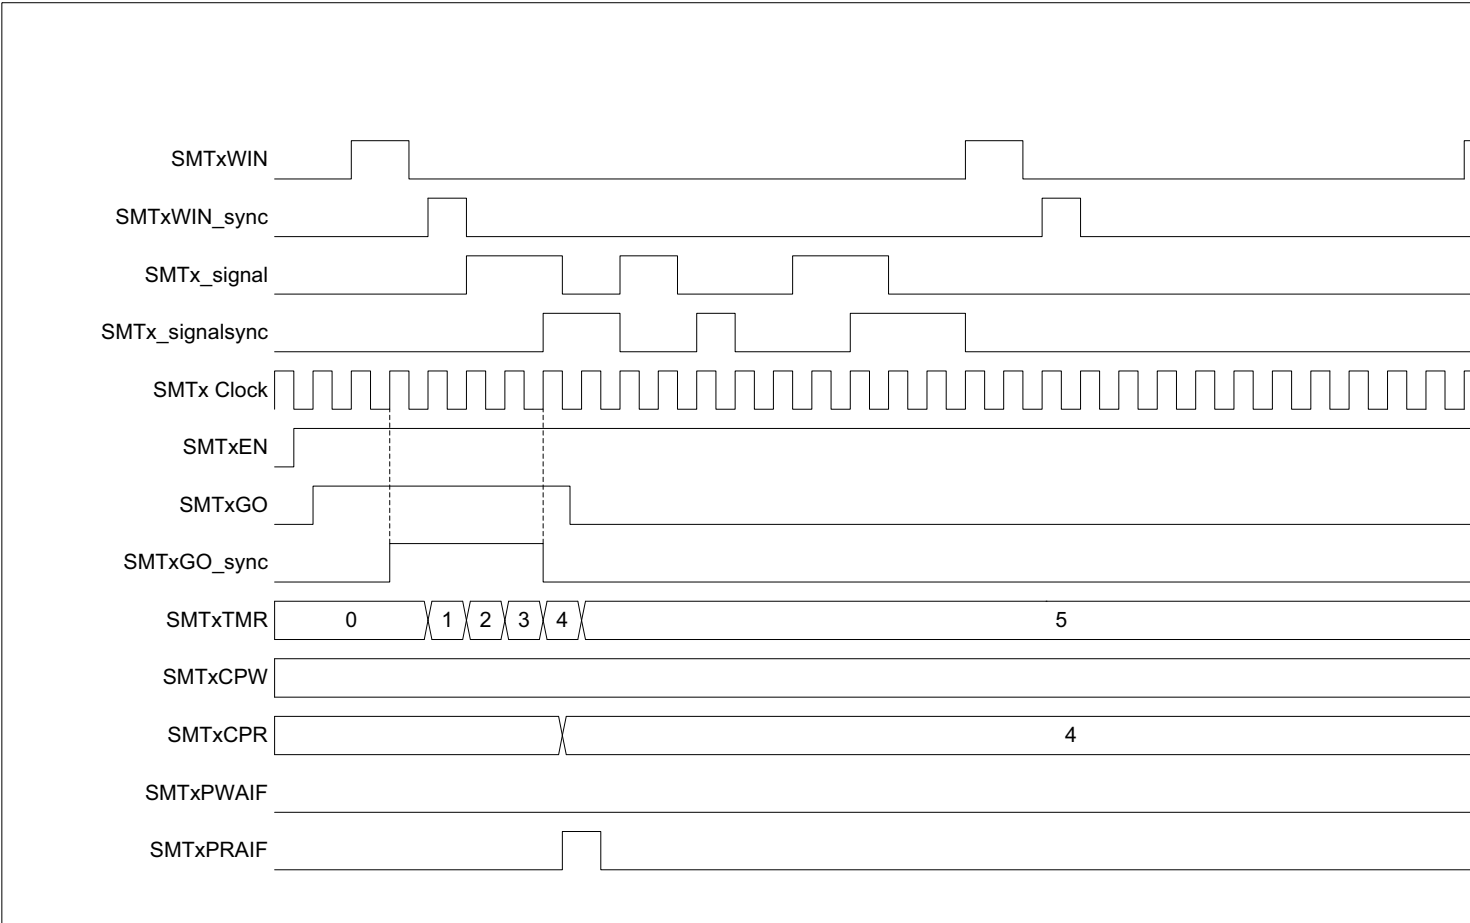 SMTxWIN
SMTxWIN_sync
SMTx_signal
SMTx_signalsync
SMTx Clock
SMTxEN
SMTxGO
SMTxGO_sync
SMTxTMR 0 1 2 3 4 5
SMTxCPW
SMTxCPR 4
SMTxPWAIF
SMTxPRAIF